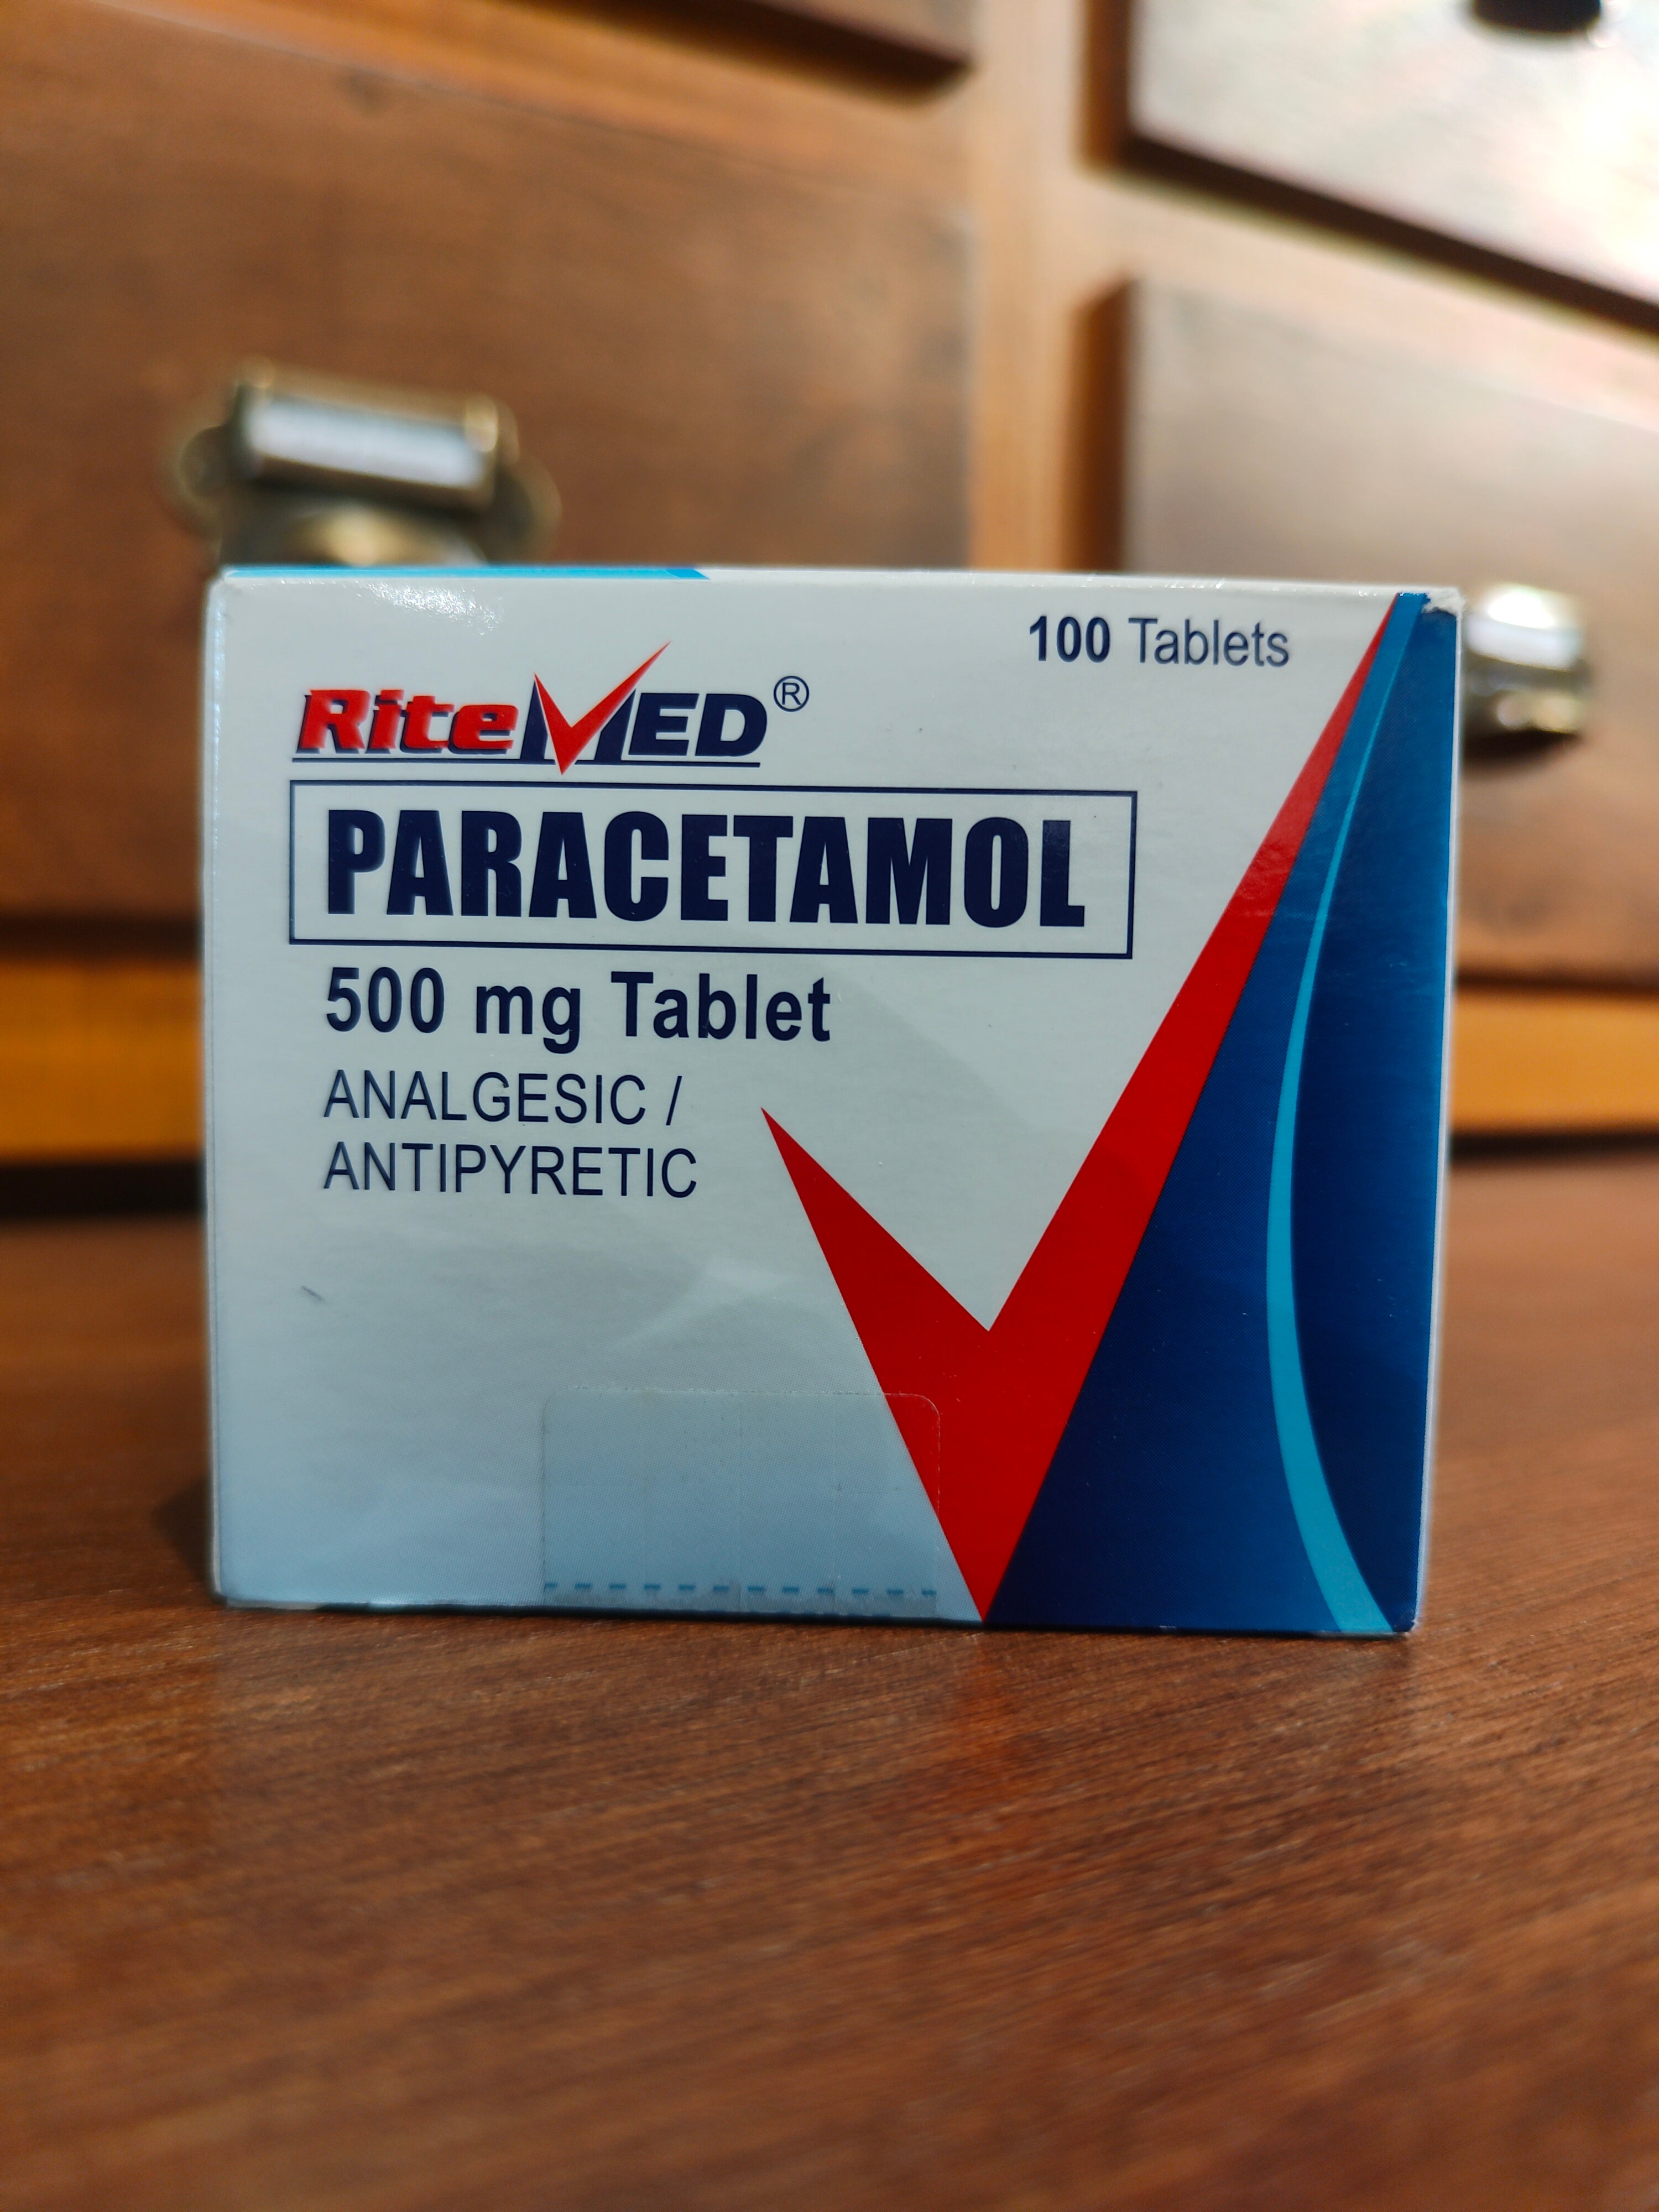 100 Tablets
RiteMED®
PARACETAMOL
500 mg Tablet
ANALGESIC /
ANTIPYRETIC